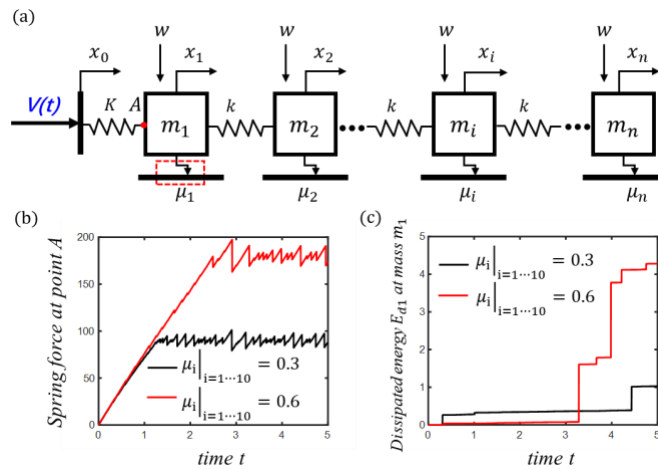 (a)
w w w w
x₀ x₁ x₂ xᵢ xₙ
V(t) K A m₁ k m₂ ••• k mᵢ k ••• mₙ
μ₁ μ₂ μᵢ μₙ
(b) (c)
Spring force at point A
200
150
100
50
0
μᵢ|i=1⋯10 = 0.3
μᵢ|i=1⋯10 = 0.6
0 1 2 3 4 5
time t
Dissipated energy E_d1 at mass m₁
5
4
3
2
1
0
μᵢ|i=1⋯10 = 0.3
μᵢ|i=1⋯10 = 0.6
0 1 2 3 4 5
time t